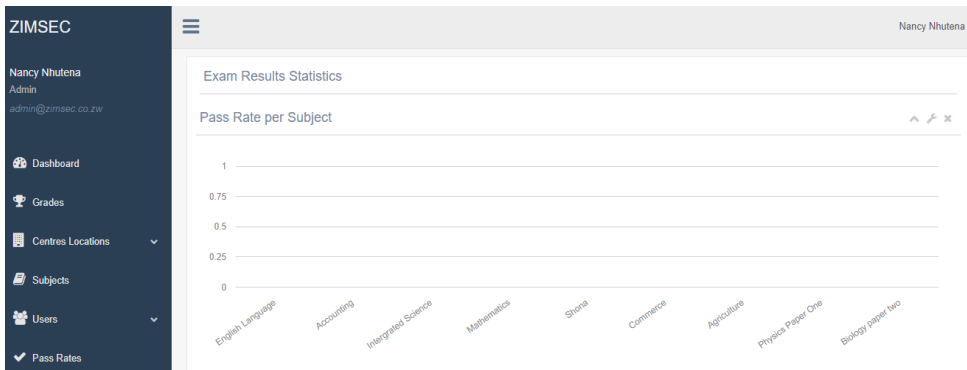 ZIMSEC
Nancy Nhutena
Nancy Nhutena
Admin
admin@zimsec.co.zw
Dashboard
Grades
Centres Locations
Subjects
Users
Pass Rates
Exam Results Statistics
Pass Rate per Subject
1
0.75
0.5
0.25
0
English Language
Accounting
Intergrated Science
Mathematics
Shona
Commerce
Agriculture
Physics Paper One
Biology paper two